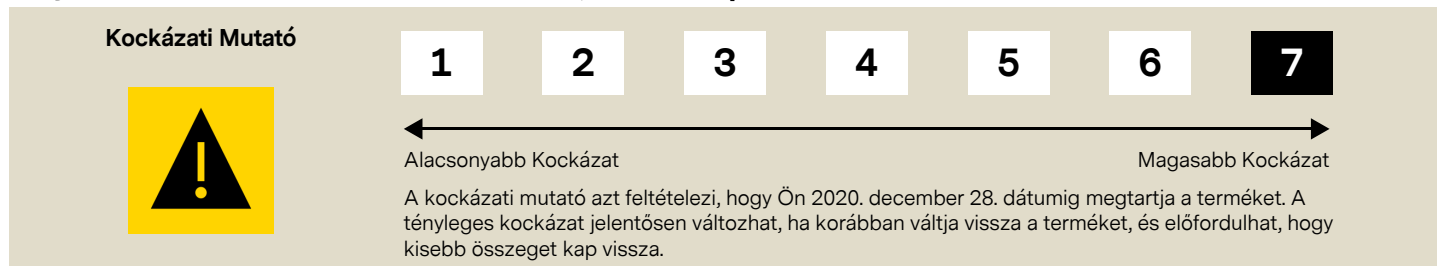 Kockázati Mutató
1 2 3 4 5 6 7
Alacsonyabb Kockázat Magasabb Kockázat
A kockázati mutató azt feltételezi, hogy Ön 2020. december 28. dátumig megtartja a terméket. A
tényleges kockázat jelentősen változhat, ha korábban váltja vissza a terméket, és előfordulhat, hogy
kisebb összeget kap vissza.